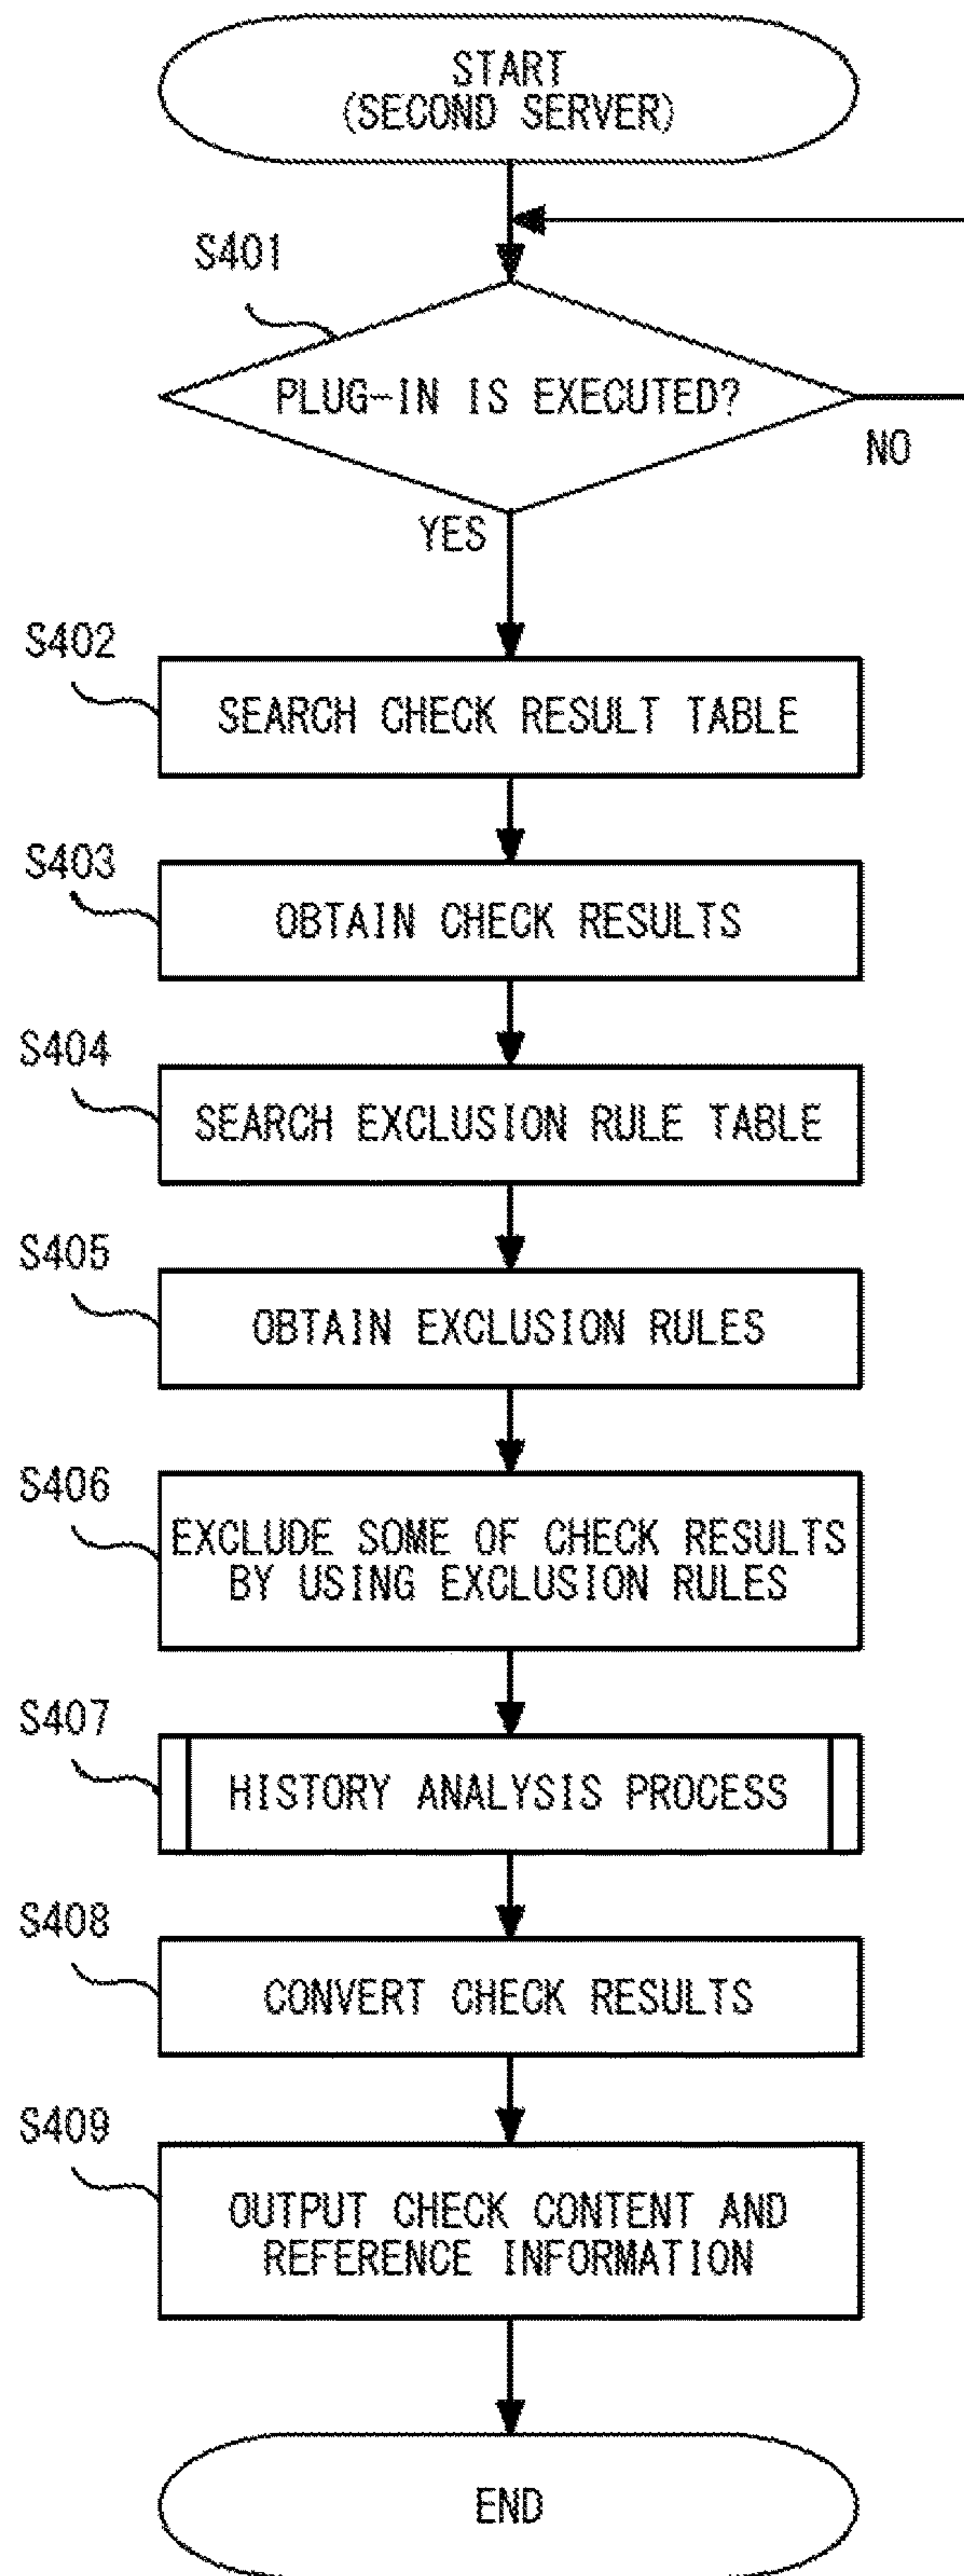 START
(SECOND SERVER)
S401
PLUG-IN IS EXECUTED?
NO
YES
S402
SEARCH CHECK RESULT TABLE
S403
OBTAIN CHECK RESULTS
S404
SEARCH EXCLUSION RULE TABLE
S405
OBTAIN EXCLUSION RULES
S406
EXCLUDE SOME OF CHECK RESULTS
BY USING EXCLUSION RULES
S407
HISTORY ANALYSIS PROCESS
S408
CONVERT CHECK RESULTS
S409
OUTPUT CHECK CONTENT AND
REFERENCE INFORMATION
END